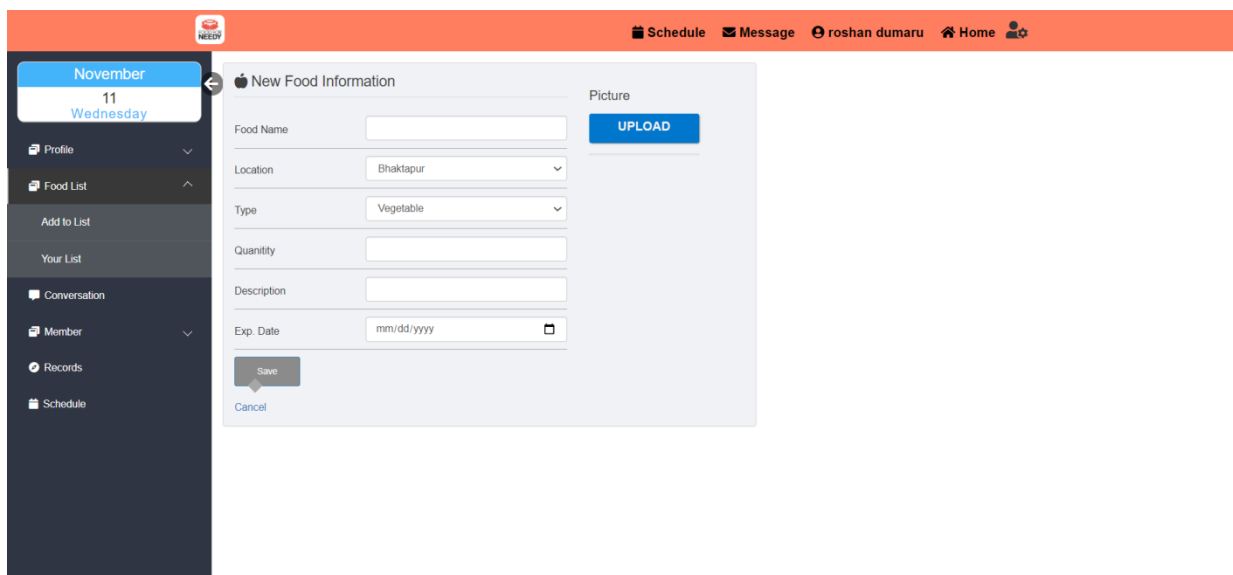 NEEDY
Schedule Message roshan dumaru Home
November
11
Wednesday
Profile
Food List
Add to List
Your List
Conversation
Member
Records
Schedule
New Food Information
Food Name
Location Bhaktapur
Type Vegetable
Quanitity
Description
Exp. Date mm/dd/yyyy
Save
Cancel
Picture
UPLOAD